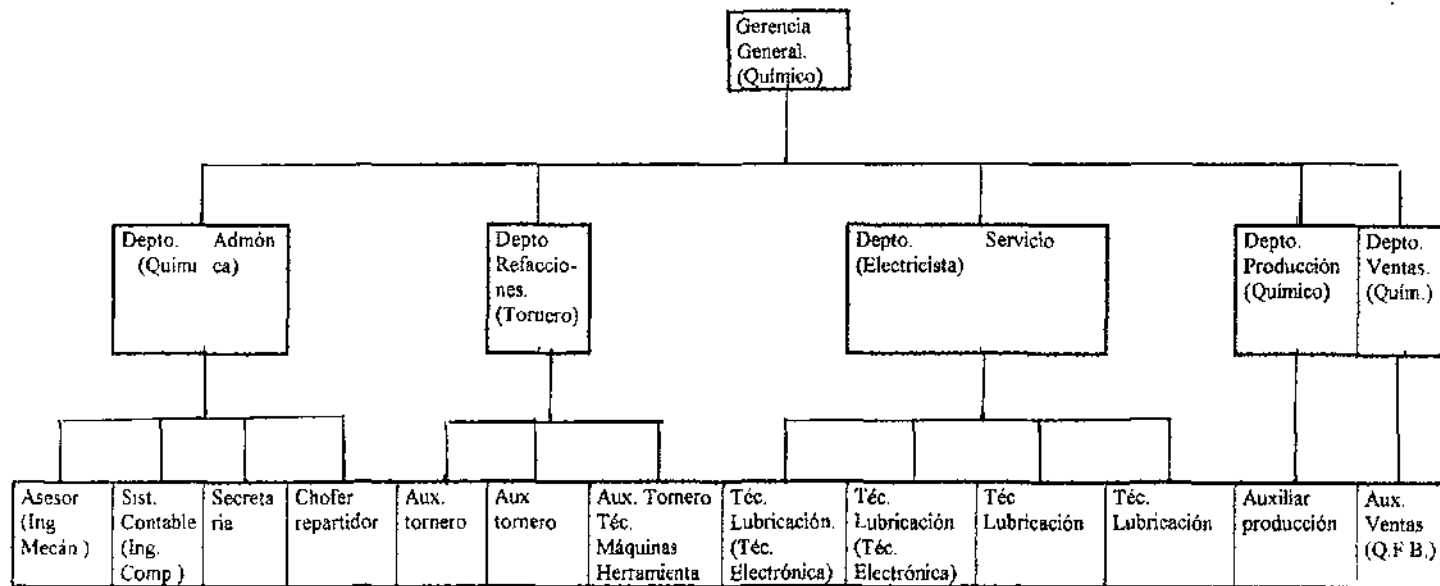 Gerencia
General.
(Químico)
Depto. Admón
(Quími ca)
Depto
Refaccio-
nes.
(Tornero)
Depto. Servicio
(Electricista)
Depto.
Producción
(Químico)
Depto.
Ventas.
(Quím.)
Asesor
(Ing
Mecán )
Sist.
Contable
(Ing.
Comp )
Secreta
ria
Chofer
repartidor
Aux.
tornero
Aux
tornero
Aux. Tornero
Téc.
Máquinas
Herramienta
Téc.
Lubricación.
(Téc.
Electrónica)
Téc.
Lubricación
(Téc.
Electrónica)
Téc
Lubricación
Téc.
Lubricación
Auxiliar
producción
Aux.
Ventas
(Q.F B.)